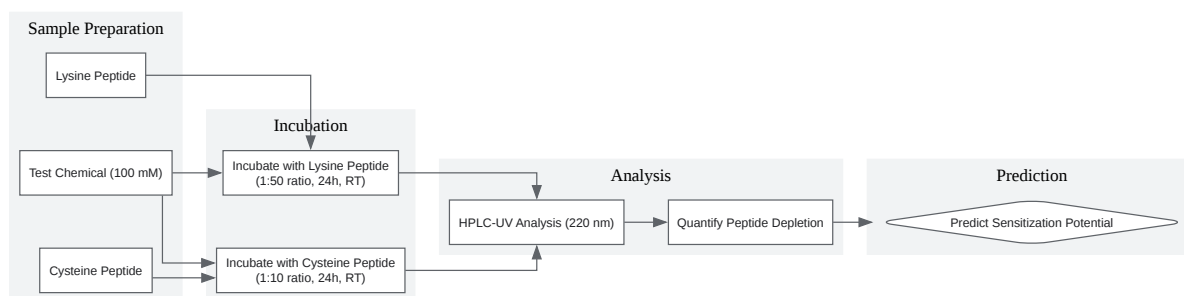 Sample Preparation
Lysine Peptide
Test Chemical (100 mM)
Cysteine Peptide
Incubation
Incubate with Lysine Peptide
(1:50 ratio, 24h, RT)
Incubate with Cysteine Peptide
(1:10 ratio, 24h, RT)
Analysis
HPLC-UV Analysis (220 nm)
Quantify Peptide Depletion
Prediction
Predict Sensitization Potential